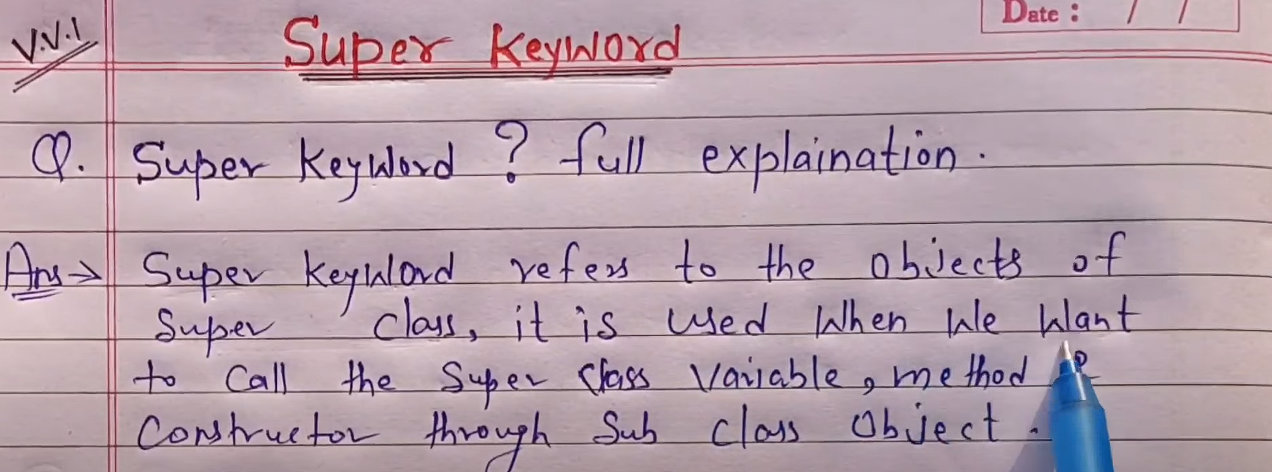 Date : / /
V.V.I
Super Keyword
Q. Super Keyword ? full explaination.
Ans→ Super Keyword refers to the objects of
Super class, it is used when we want
to call the super class variable, method &
Constructor through sub class object.